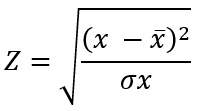 Z = √((x − x̄)² / σx)